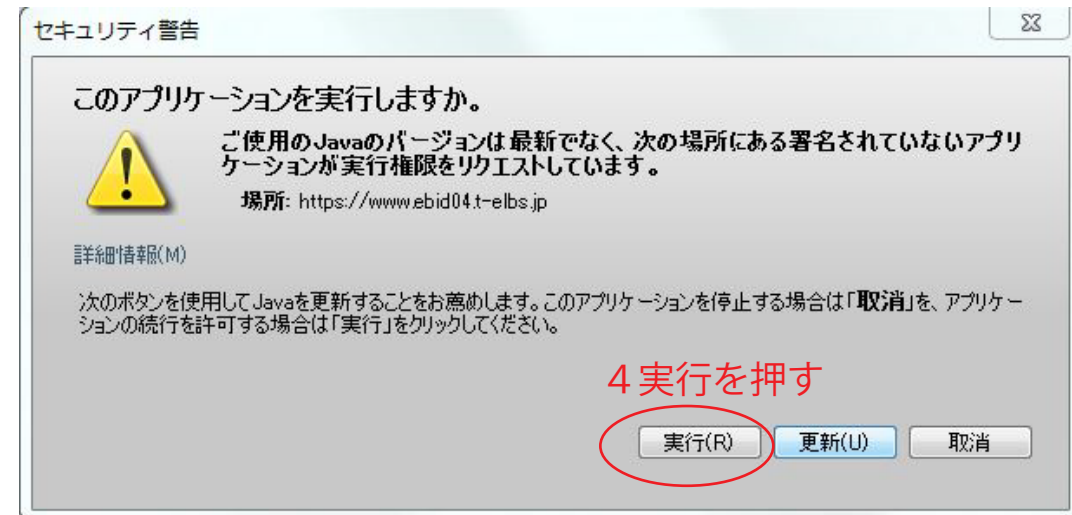 セキュリティ警告
このアプリケーションを実行しますか。
ご使用のJavaのバージョンは最新でなく、次の場所にある署名されていないアプリ
ケーションが実行権限をリクエストしています。
場所: https://www.ebid04.t-elbs.jp
詳細情報(M)
次のボタンを使用してJavaを更新することをお薦めします。このアプリケーションを停止する場合は「取消」を、アプリケー
ションの続行を許可する場合は「実行」をクリックしてください。
4実行を押す
実行(R) 更新(U) 取消